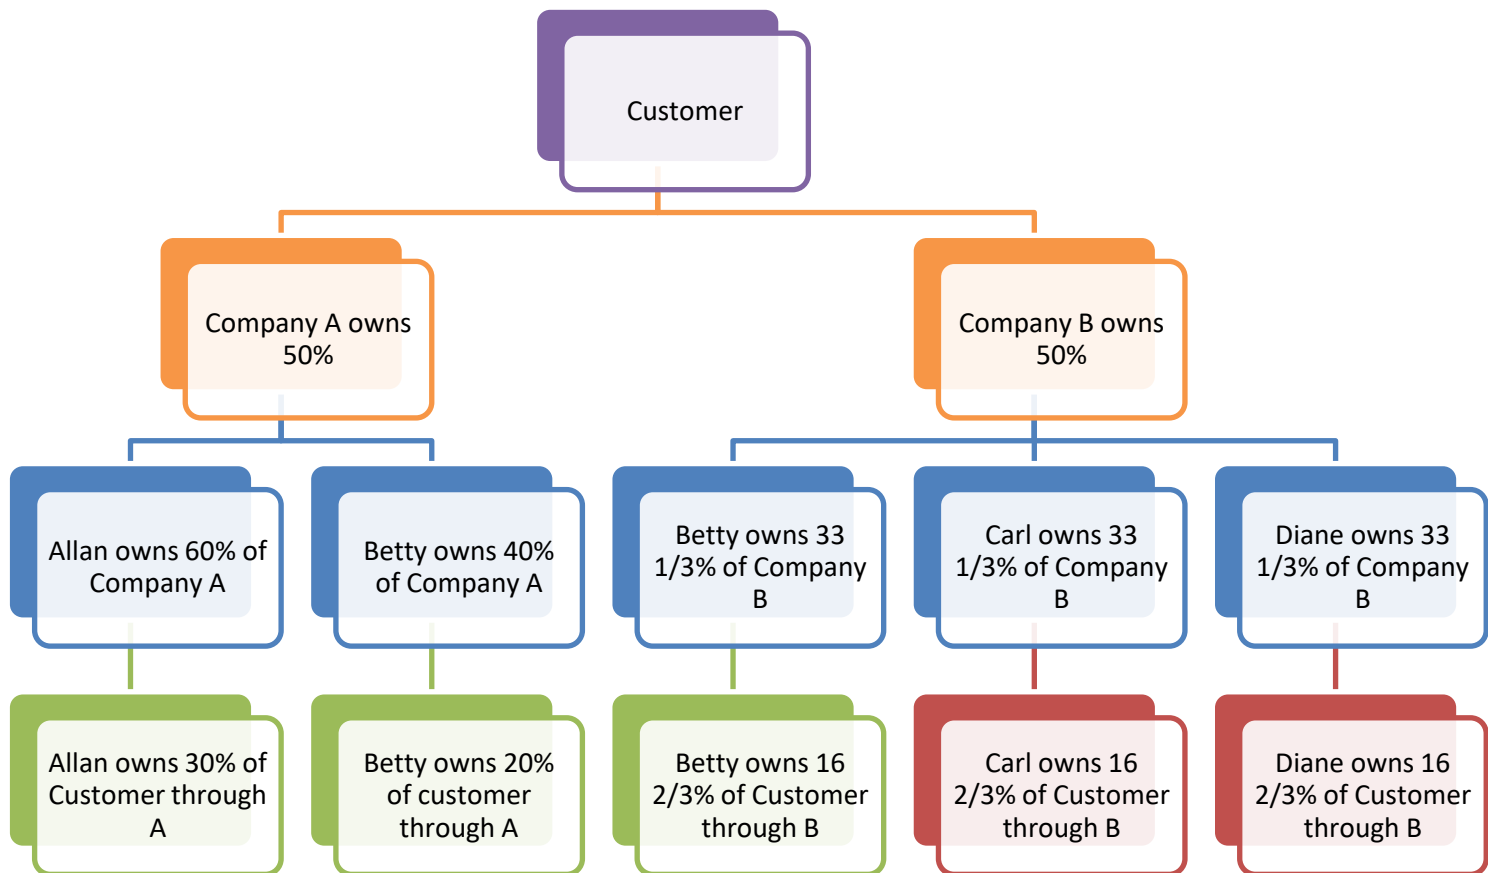 Customer
Company A owns
50%
Company B owns
50%
Allan owns 60% of
Company A
Betty owns 40%
of Company A
Betty owns 33
1/3% of Company
B
Carl owns 33
1/3% of Company
B
Diane owns 33
1/3% of Company
B
Allan owns 30% of
Customer through
A
Betty owns 20%
of customer
through A
Betty owns 16
2/3% of Customer
through B
Carl owns 16
2/3% of Customer
through B
Diane owns 16
2/3% of Customer
through B